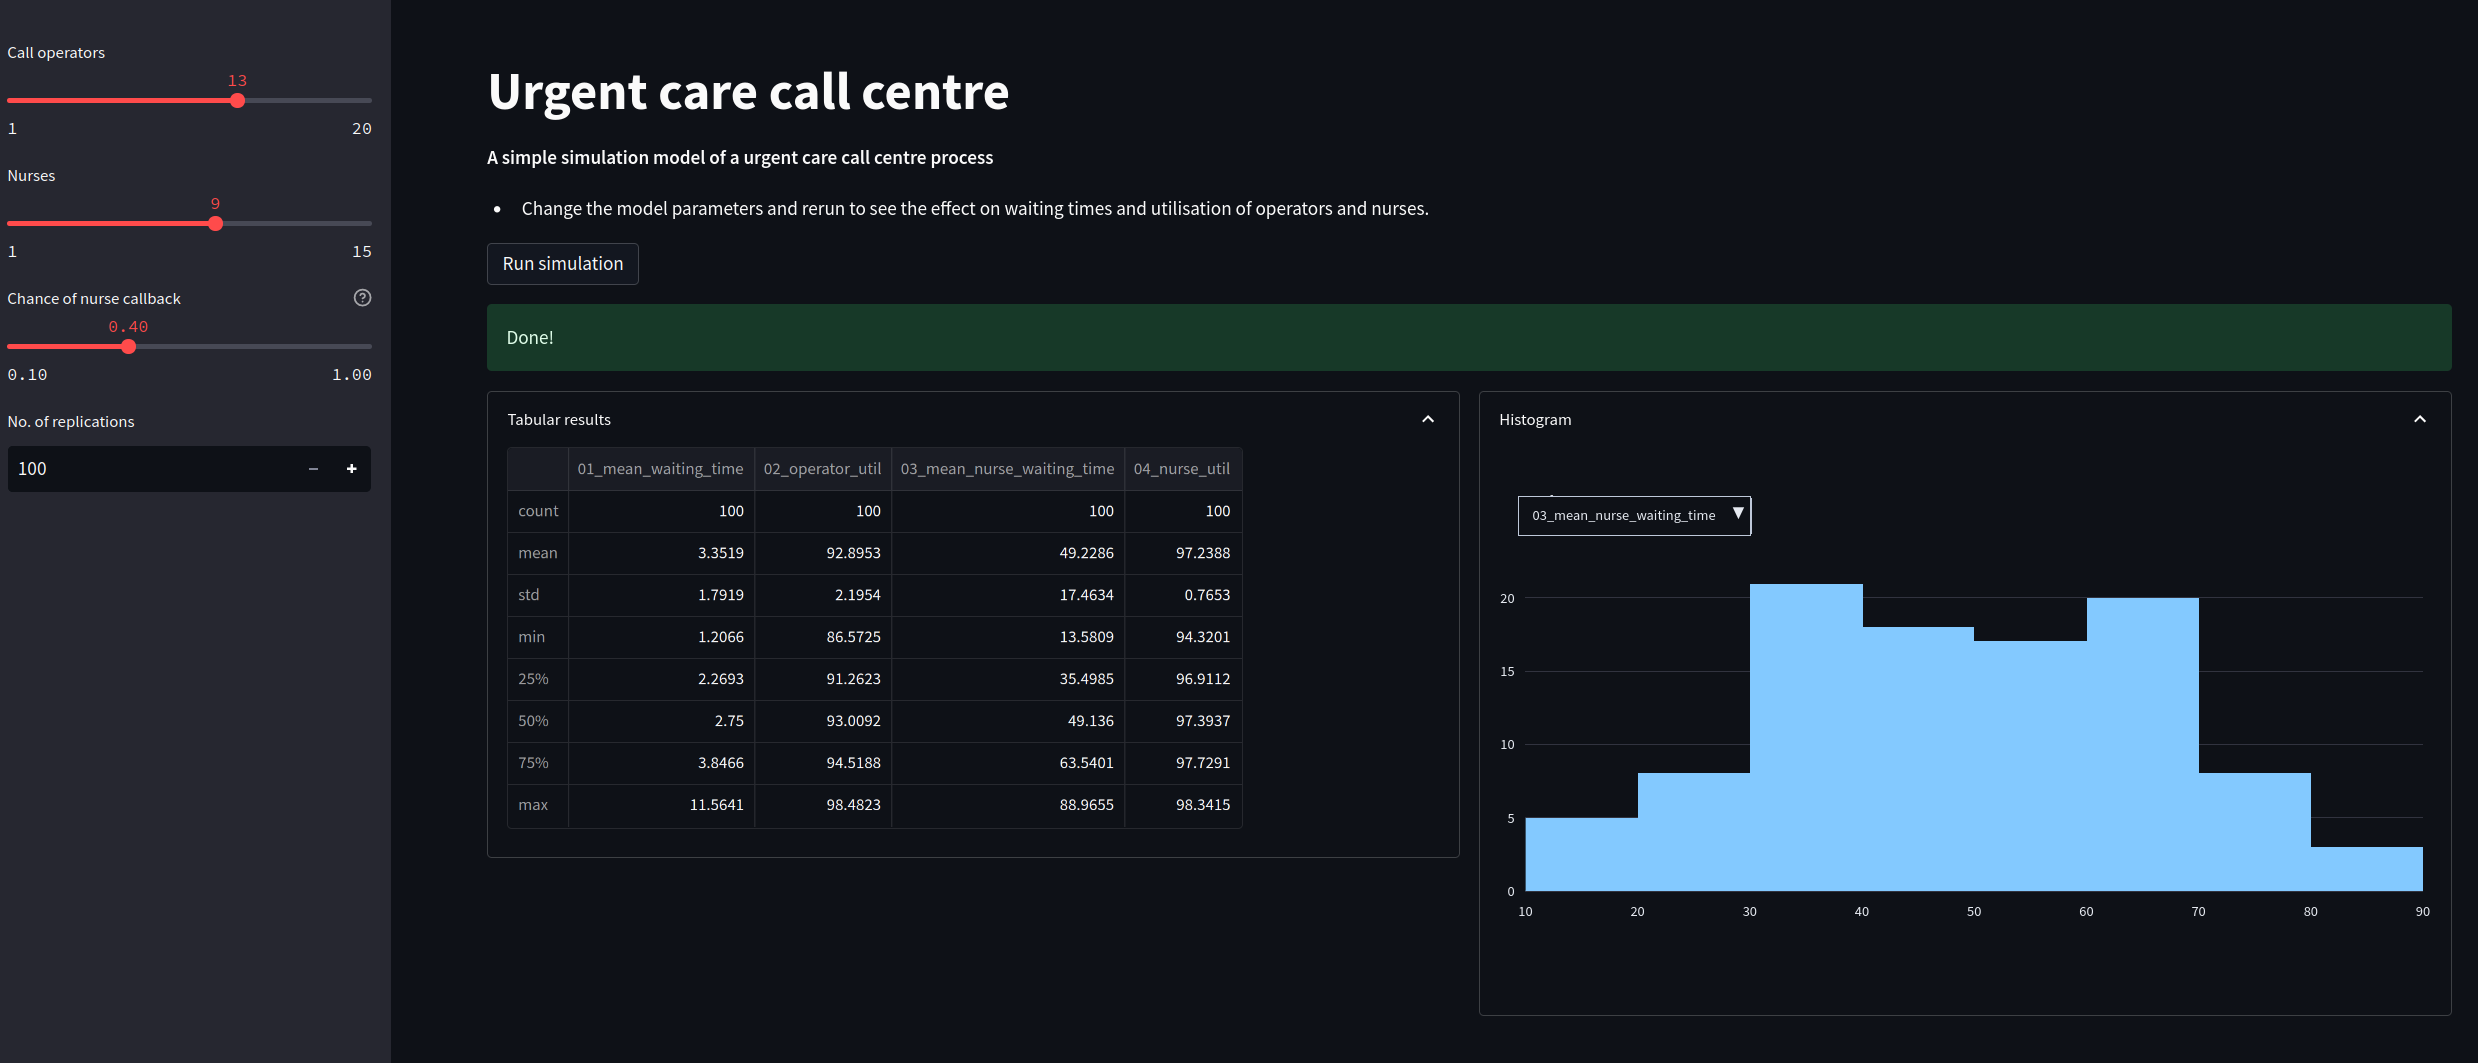 Call operators
13
1 20
Nurses
9
1 15
Chance of nurse callback ?
0.40
0.10 1.00
No. of replications
100 − +
Urgent care call centre
A simple simulation model of a urgent care call centre process
• Change the model parameters and rerun to see the effect on waiting times and utilisation of operators and nurses.
Run simulation
Done!
Tabular results
01_mean_waiting_time 02_operator_util 03_mean_nurse_waiting_time 04_nurse_util
count 100 100 100 100
mean 3.3519 92.8953 49.2286 97.2388
std 1.7919 2.1954 17.4634 0.7653
min 1.2066 86.5725 13.5809 94.3201
25% 2.2693 91.2623 35.4985 96.9112
50% 2.75 93.0092 49.136 97.3937
75% 3.8466 94.5188 63.5401 97.7291
max 11.5641 98.4823 88.9655 98.3415
Histogram
03_mean_nurse_waiting_time ▼
20
15
10
5
0
10 20 30 40 50 60 70 80 90